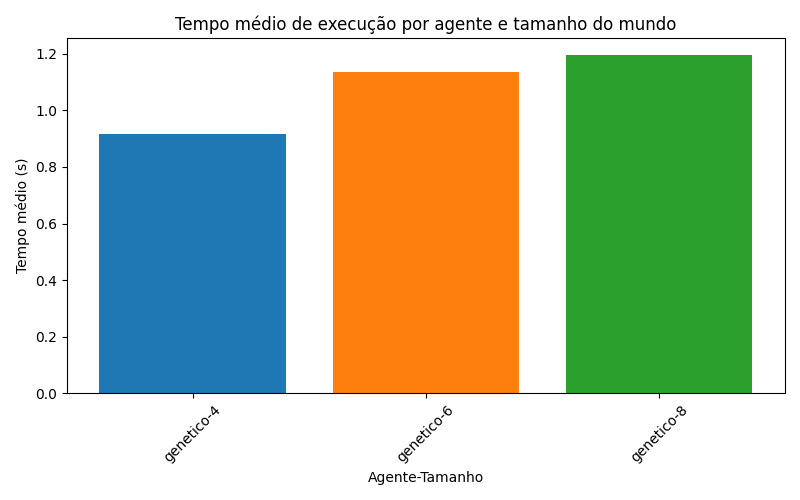 Tempo médio de execução por agente e tamanho do mundo
Tempo médio (s)
1.2
1.0
0.8
0.6
0.4
0.2
0.0
genetico-4
genetico-6
genetico-8
Agente-Tamanho